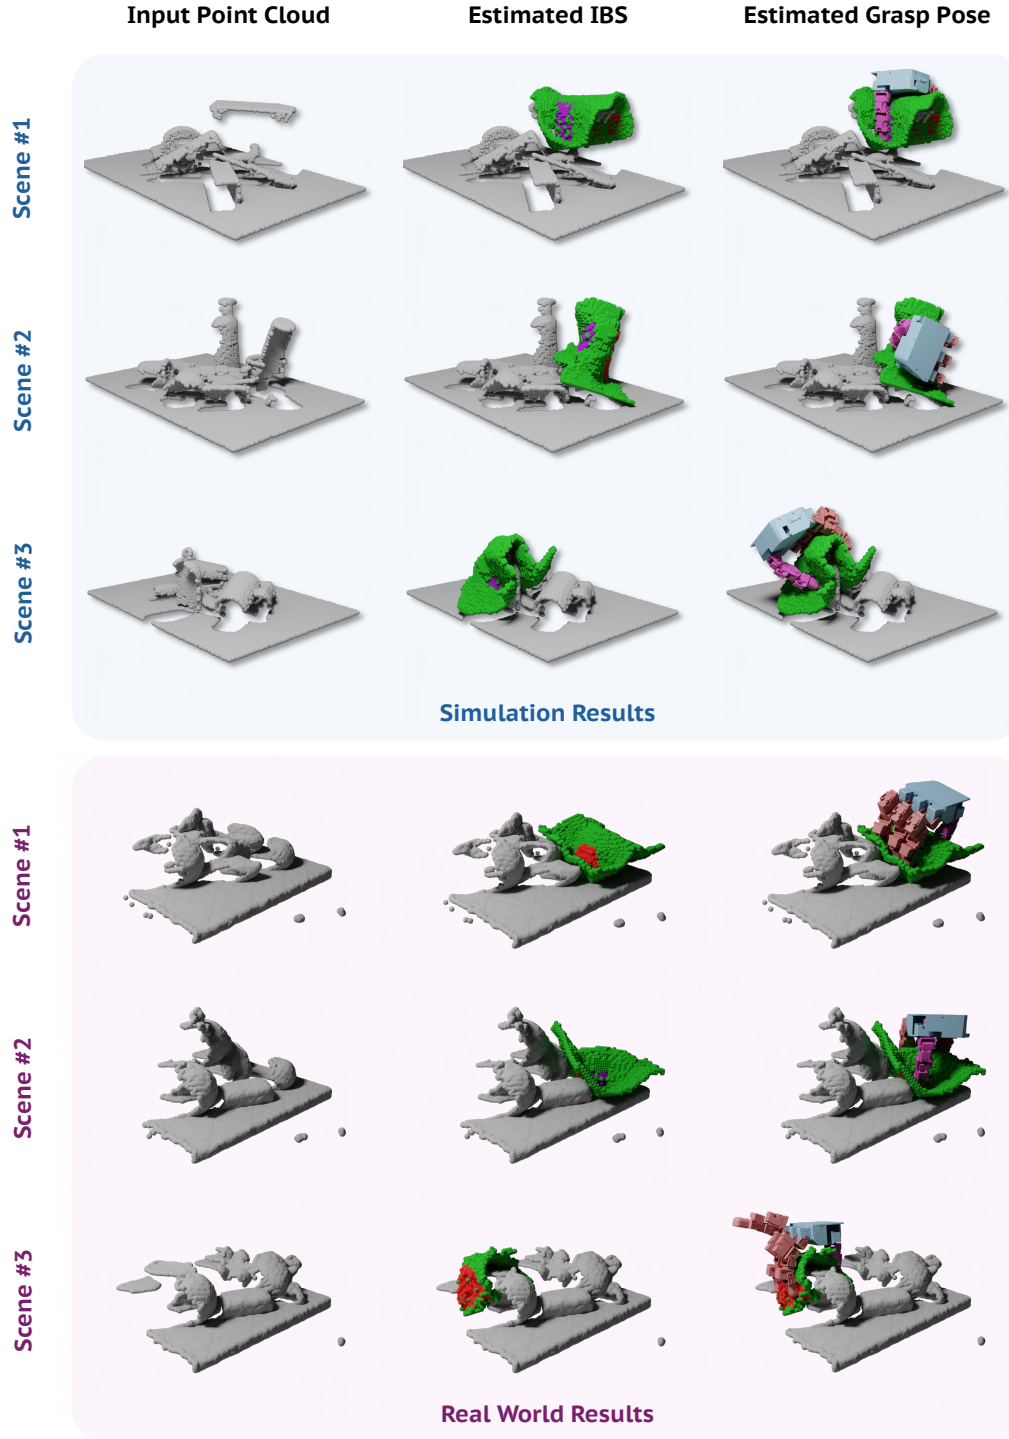 Input Point Cloud
Estimated IBS
Estimated Grasp Pose
Scene #1
Scene #2
Scene #3
Simulation Results
Scene #1
Scene #2
Scene #3
Real World Results